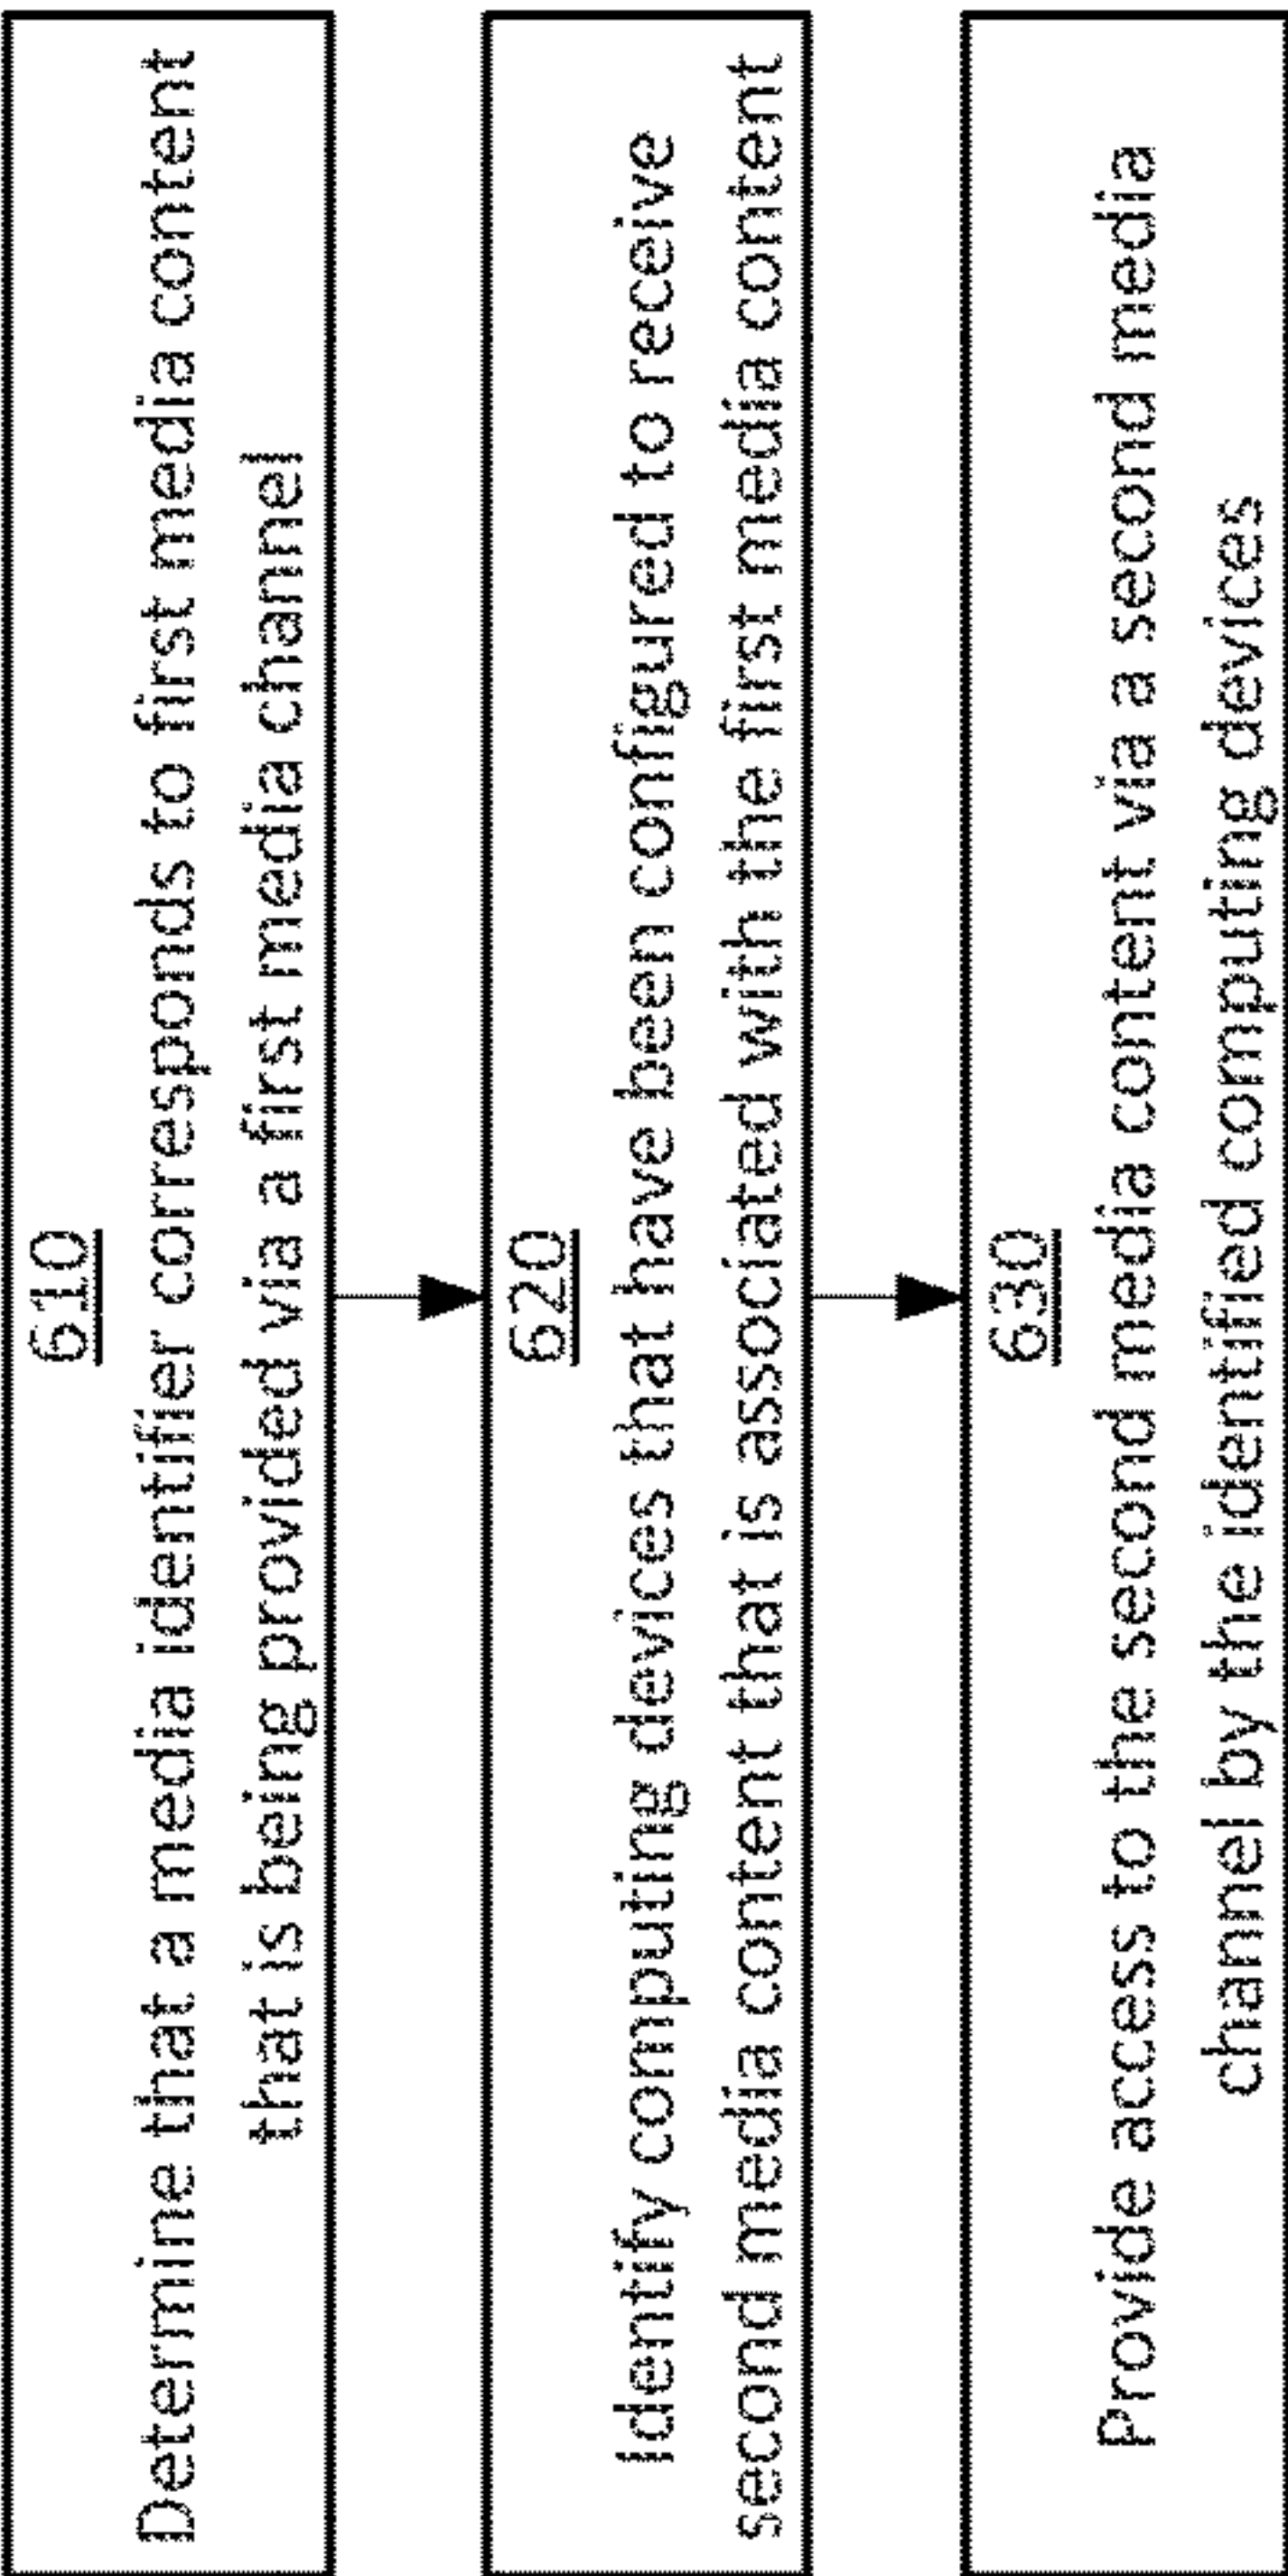 610
Determine that a media identifier corresponds to first media content
that is being provided via a first media channel
620
Identify computing devices that have been configured to receive
second media content that is associated with the first media content
630
Provide access to the second media content via a second media
channel by the identified computing devices